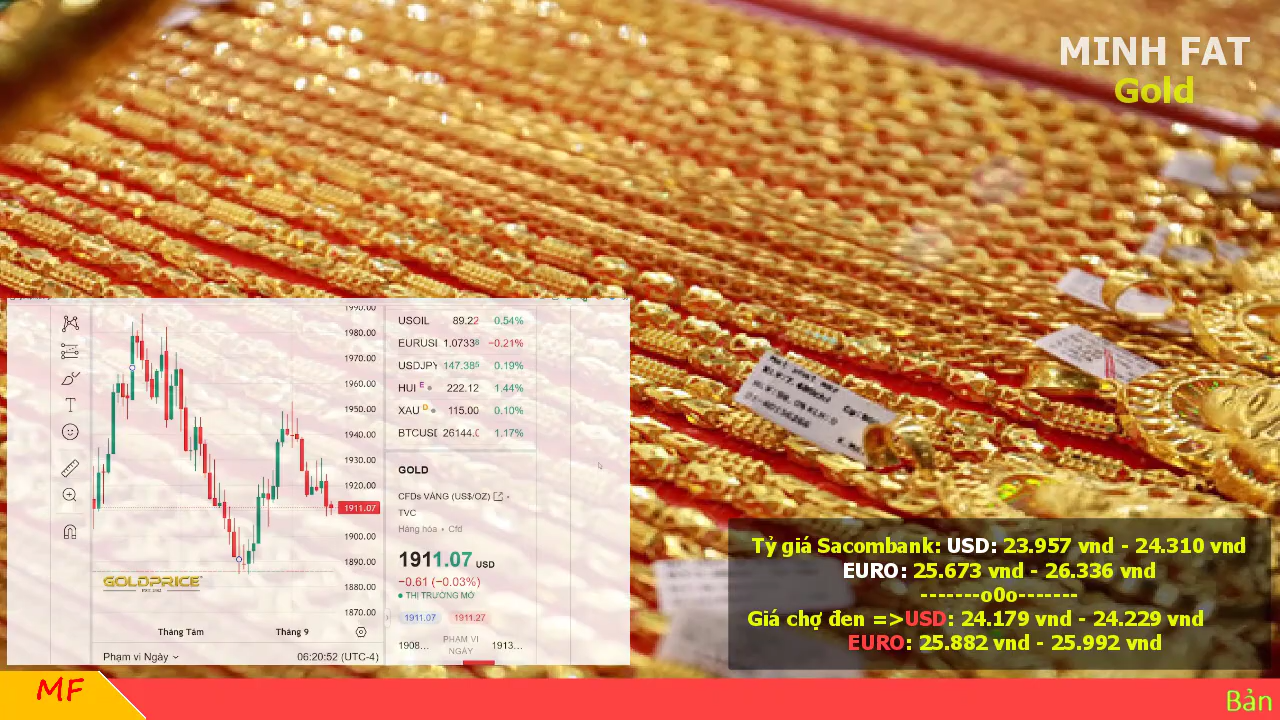 MINH FAT
Gold
1990.00
1980.00
1970.00
1960.00
1950.00
1940.00
1930.00
1920.00
1911.07
1900.00
1890.00
1880.00
1870.00
GOLDPRICE
Tháng Tám
Tháng 9
Phạm vi Ngày
06:20:52 (UTC-4)
USOIL 89.22 0.54%
EURUSD 1.0733⁸ −0.21%
USDJPY 147.38⁵ 0.19%
HUI E 222.12 1.44%
XAU D 115.00 0.10%
BTCUSD 26144.0 1.17%
GOLD
CFDs VÀNG (US$/OZ)
TVC
Hàng hóa • Cfd
1911.07 USD
−0.61 (−0.03%)
THỊ TRƯỜNG MỞ
1911.07 1911.27
1908... PHẠM VI NGÀY 1913...
Tỷ giá Sacombank: USD: 23.957 vnd - 24.310 vnd
EURO: 25.673 vnd - 26.336 vnd
-------o0o-------
Giá chợ đen =>USD: 24.179 vnd - 24.229 vnd
EURO: 25.882 vnd - 25.992 vnd
MF
Bản